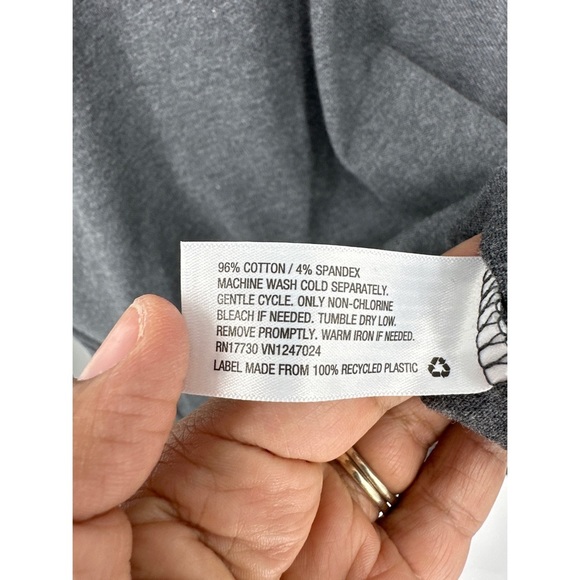 96% COTTON / 4% SPANDEX
MACHINE WASH COLD SEPARATELY.
GENTLE CYCLE. ONLY NON-CHLORINE
BLEACH IF NEEDED. TUMBLE DRY LOW.
REMOVE PROMPTLY. WARM IRON IF NEEDED.
RN17730 VN1247024
LABEL MADE FROM 100% RECYCLED PLASTIC